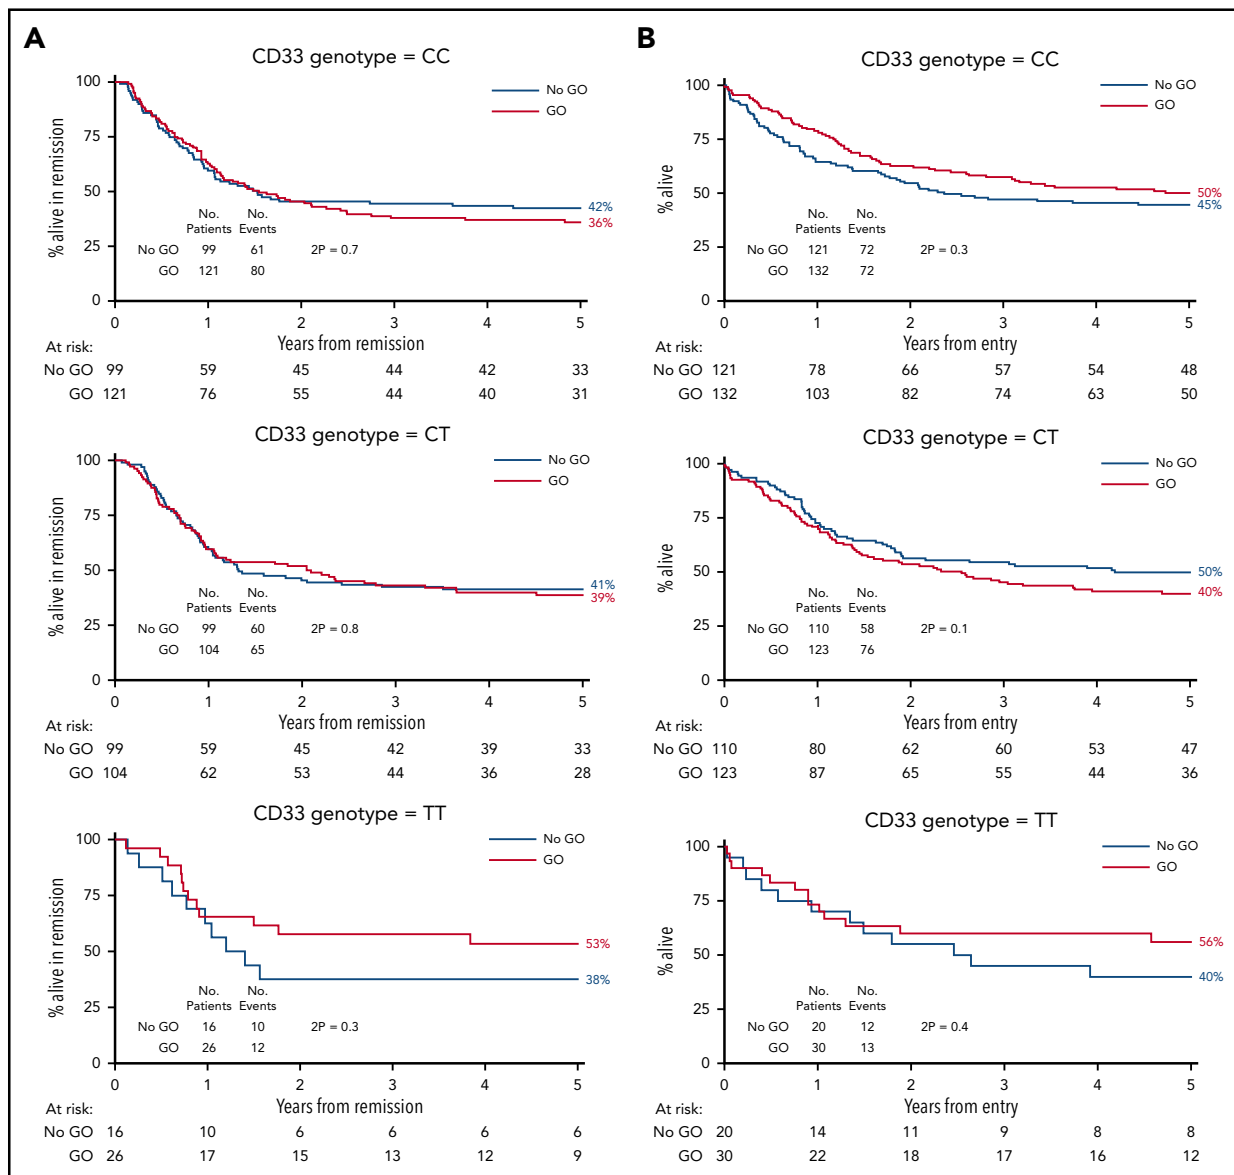 A
CD33 genotype = CC
No GO
GO
% alive in remission
100
75
50
25
0
42%
36%
No. Patients No. Events
No GO 99 61 2P = 0.7
GO 121 80
0 1 2 3 4 5
Years from remission
At risk:
No GO 99 59 45 44 42 33
GO 121 76 55 44 40 31
CD33 genotype = CT
No GO
GO
% alive in remission
100
75
50
25
0
41%
39%
No. Patients No. Events
No GO 99 60 2P = 0.8
GO 104 65
0 1 2 3 4 5
Years from remission
At risk:
No GO 99 59 45 42 39 33
GO 104 62 53 44 36 28
CD33 genotype = TT
No GO
GO
% alive in remission
100
75
50
25
0
53%
38%
No. Patients No. Events
No GO 16 10 2P = 0.3
GO 26 12
0 1 2 3 4 5
Years from remission
At risk:
No GO 16 10 6 6 6 6
GO 26 17 15 13 12 9
B
CD33 genotype = CC
No GO
GO
% alive
100
75
50
25
0
50%
45%
No. Patients No. Events
No GO 121 72 2P = 0.3
GO 132 72
0 1 2 3 4 5
Years from entry
At risk:
No GO 121 78 66 57 54 48
GO 132 103 82 74 63 50
CD33 genotype = CT
No GO
GO
% alive
100
75
50
25
0
50%
40%
No. Patients No. Events
No GO 110 58 2P = 0.1
GO 123 76
0 1 2 3 4 5
Years from entry
At risk:
No GO 110 80 62 60 53 47
GO 123 87 65 55 44 36
CD33 genotype = TT
No GO
GO
% alive
100
75
50
25
0
56%
40%
No. Patients No. Events
No GO 20 12 2P = 0.4
GO 30 13
0 1 2 3 4 5
Years from entry
At risk:
No GO 20 14 11 9 8 8
GO 30 22 18 17 16 12